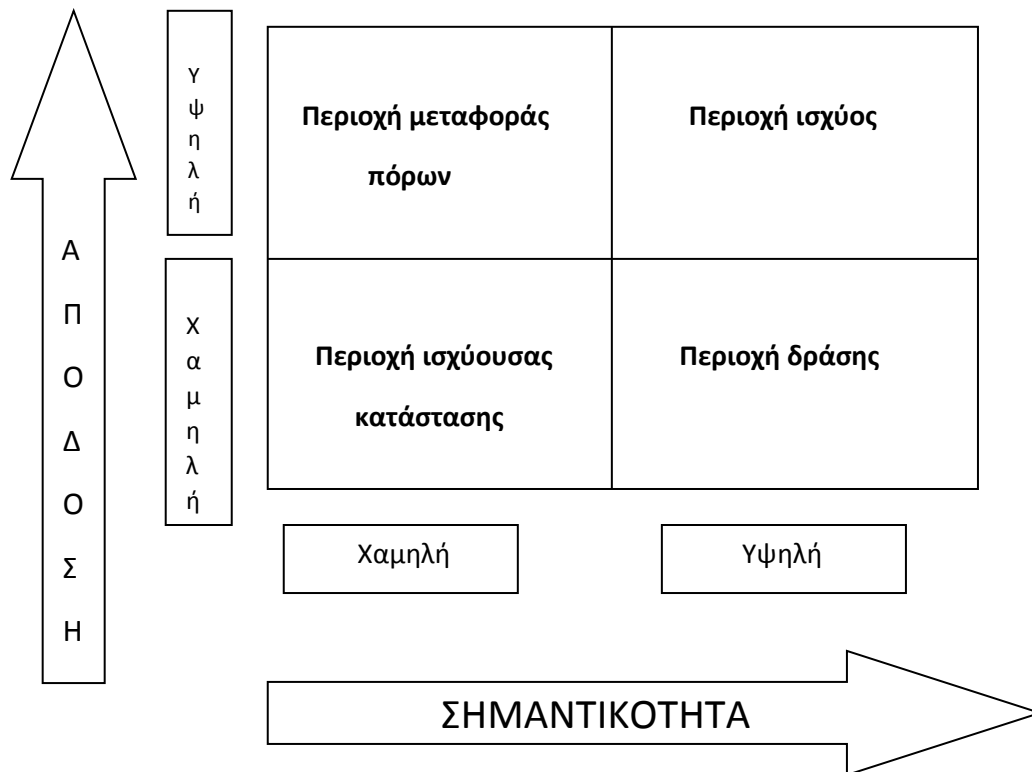 ΑΠΟΔΟΣΗ
Υψηλή
Περιοχή μεταφοράς
πόρων
Περιοχή ισχύος
Χαμηλή
Περιοχή ισχύουσας
κατάστασης
Περιοχή δράσης
Χαμηλή
Υψηλή
ΣΗΜΑΝΤΙΚΟΤΗΤΑ